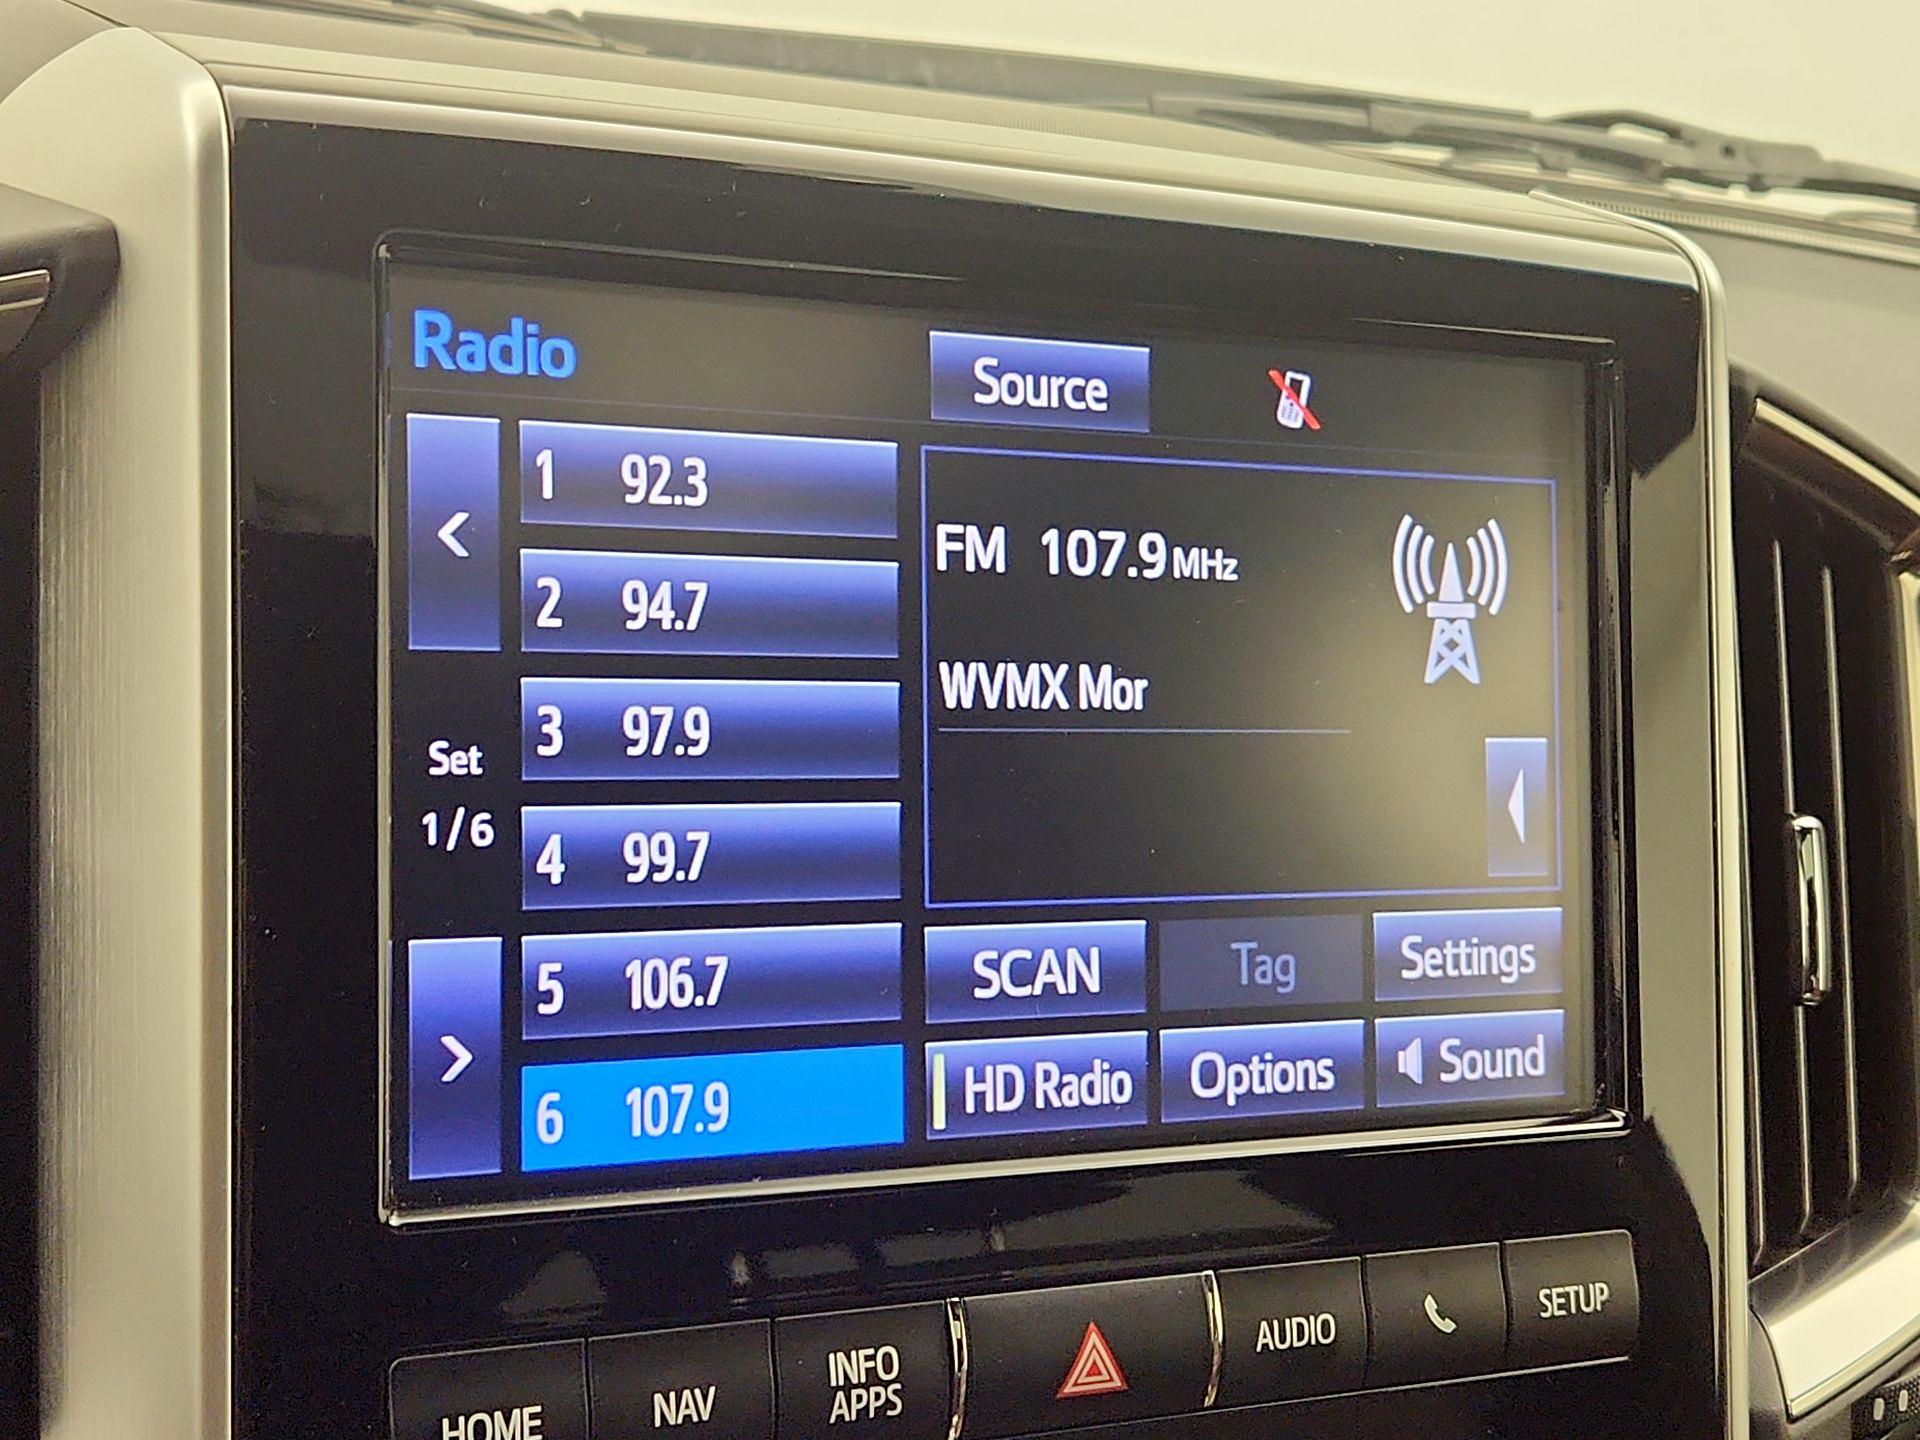 Radio
Source
<
1 92.3
2 94.7
3 97.9
4 99.7
5 106.7
6 107.9
Set
1/6
>
FM 107.9 MHz
WVMX Mor
SCAN
Tag
Settings
HD Radio
Options
Sound
HOME
NAV
INFO
APPS
AUDIO
SETUP